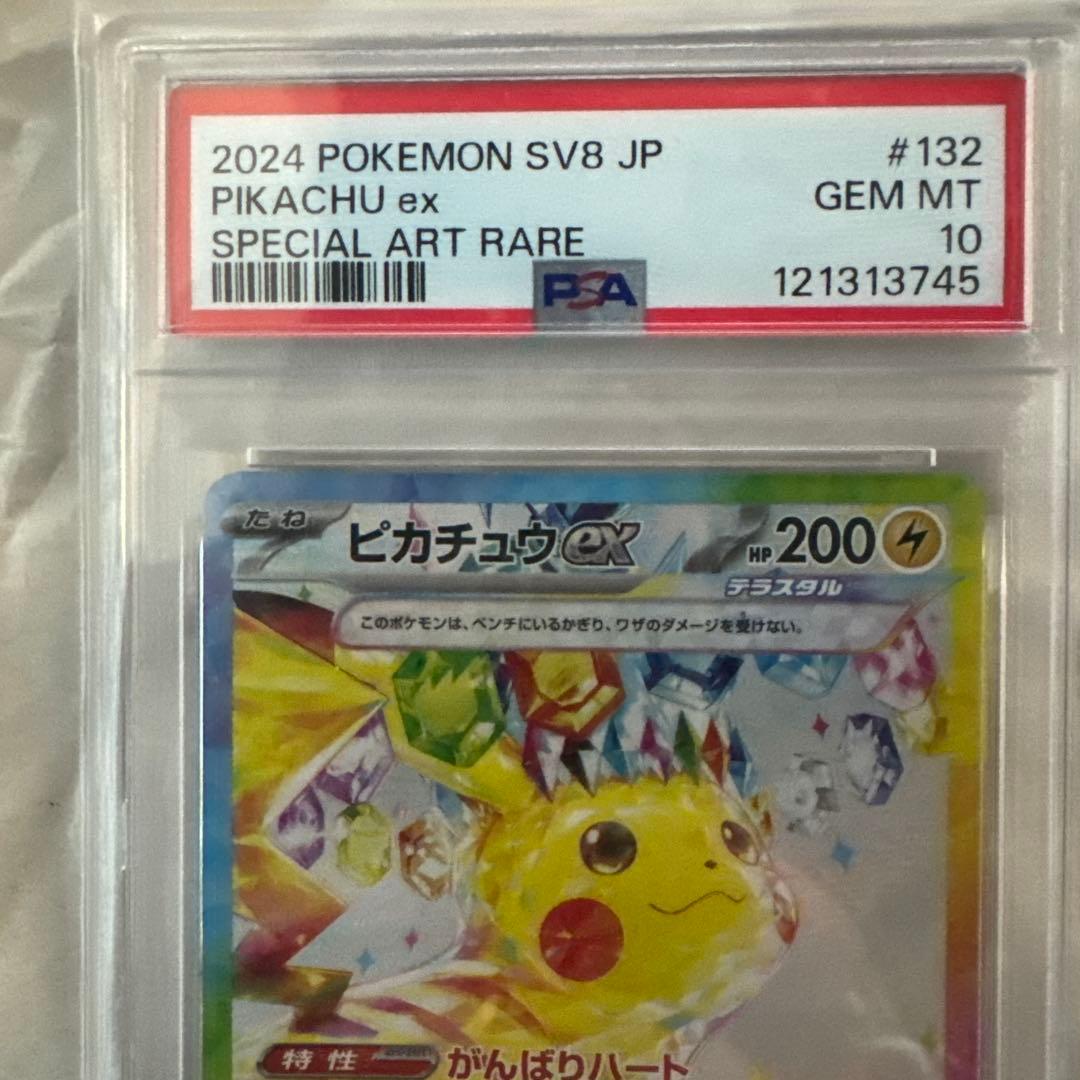 2024 POKEMON SV8 JP #132
PIKACHU ex GEM MT
SPECIAL ART RARE 10
PSA 121313745
たね ピカチュウex HP 200
テラスタル
このポケモンは、ベンチにいるかぎり、ワザのダメージを受けない。
特性 がんばりハート